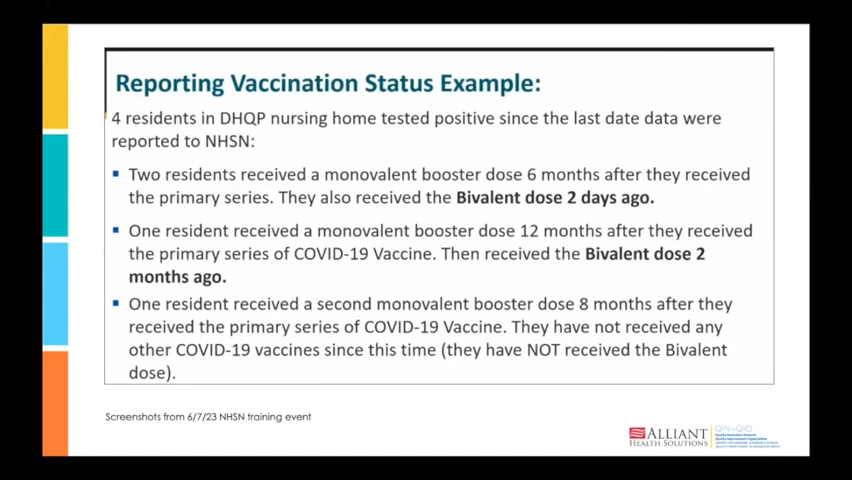 Reporting Vaccination Status Example:
4 residents in DHQP nursing home tested positive since the last date data were
reported to NHSN:
▪ Two residents received a monovalent booster dose 6 months after they received
the primary series. They also received the Bivalent dose 2 days ago.
▪ One resident received a monovalent booster dose 12 months after they received
the primary series of COVID-19 Vaccine. Then received the Bivalent dose 2
months ago.
▪ One resident received a second monovalent booster dose 8 months after they
received the primary series of COVID-19 Vaccine. They have not received any
other COVID-19 vaccines since this time (they have NOT received the Bivalent
dose).
Screenshots from 6/7/23 NHSN training event
ALLIANT
HEALTH SOLUTIONS
QIN-QIO
Quality Innovation Network -
Quality Improvement Organizations